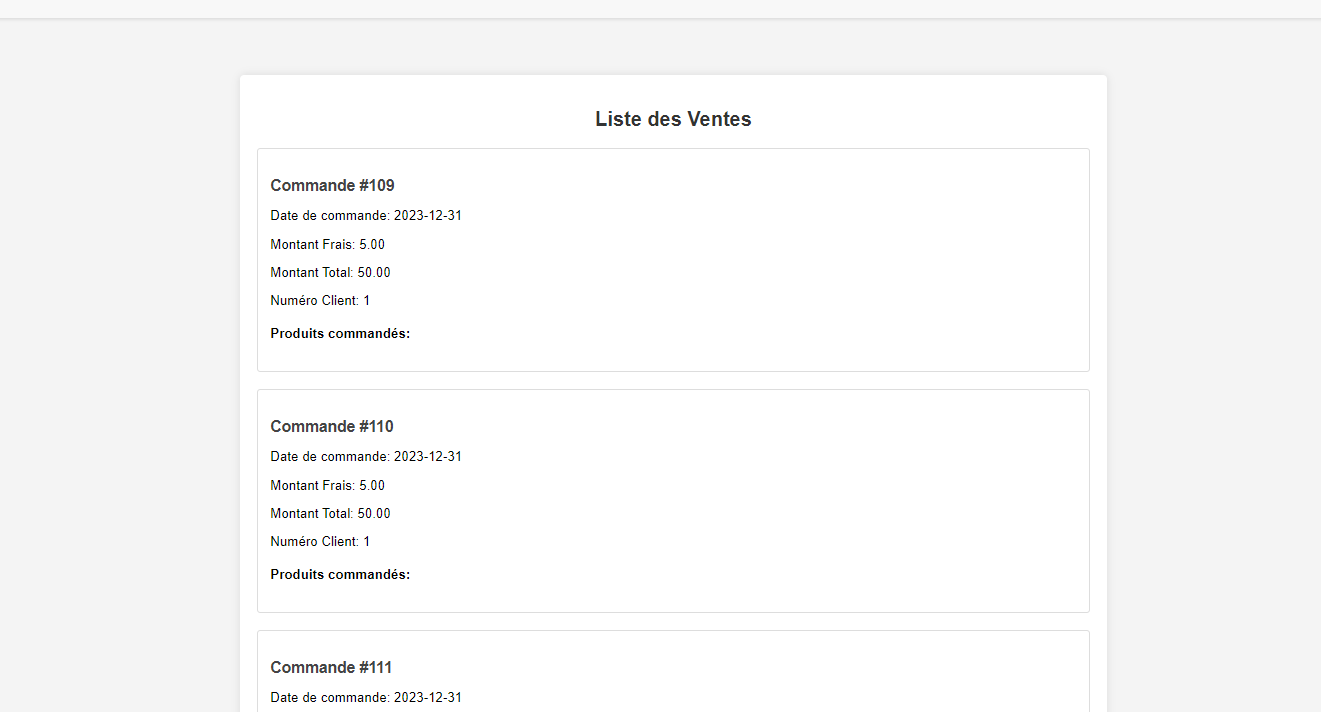 Liste des Ventes
Commande #109
Date de commande: 2023-12-31
Montant Frais: 5.00
Montant Total: 50.00
Numéro Client: 1
Produits commandés:
Commande #110
Date de commande: 2023-12-31
Montant Frais: 5.00
Montant Total: 50.00
Numéro Client: 1
Produits commandés:
Commande #111
Date de commande: 2023-12-31